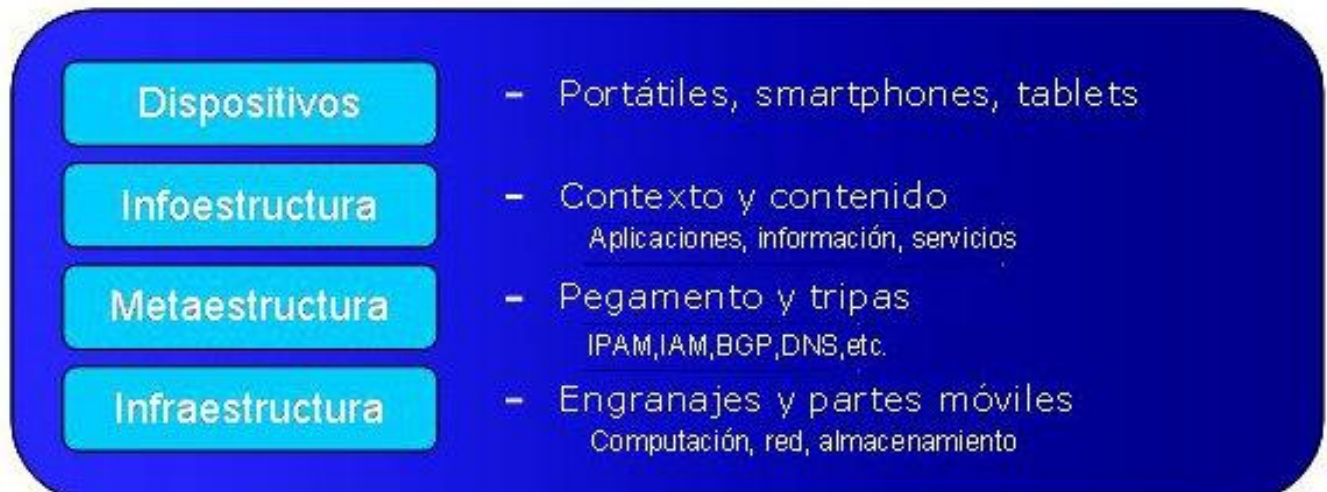 Dispositivos
- Portátiles, smartphones, tablets
Infoestructura
- Contexto y contenido
Aplicaciones, información, servicios
Metaestructura
- Pegamento y tripas
IPAM,IAM,BGP,DNS,etc.
Infraestructura
- Engranajes y partes móviles
Computación, red, almacenamiento